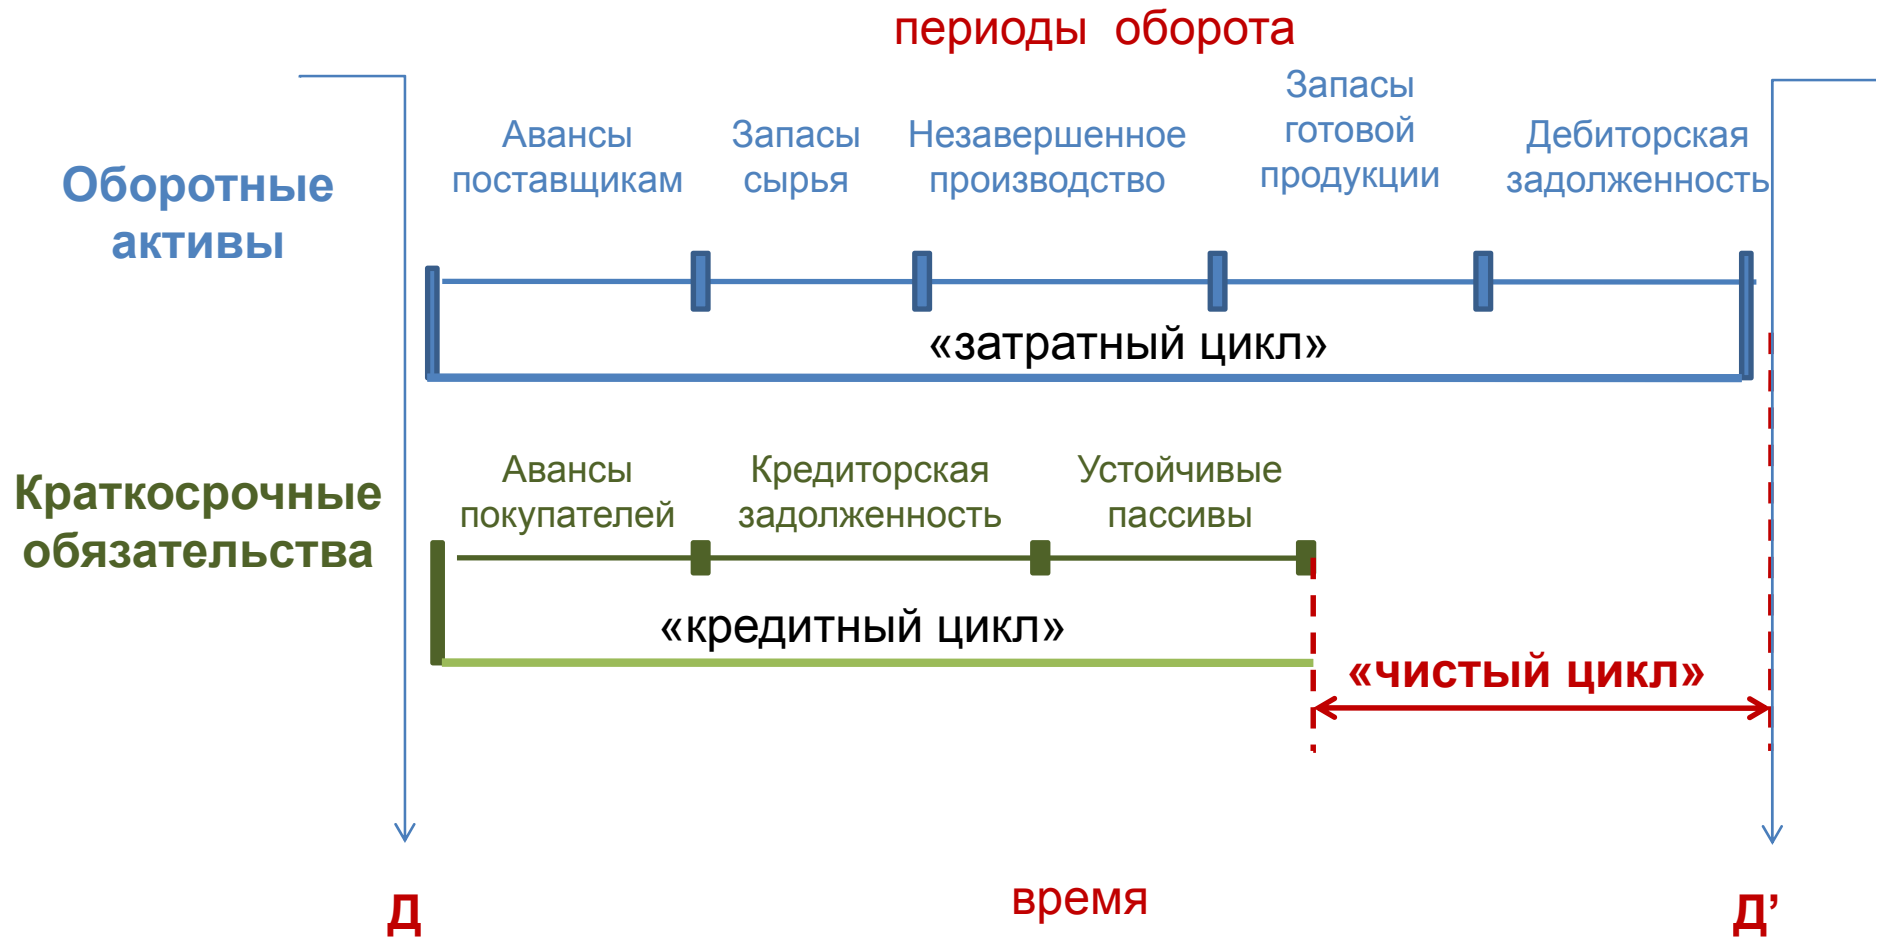 периоды оборота
Оборотные
активы
Авансы
поставщикам
Запасы
сырья
Незавершенное
производство
Запасы
готовой
продукции
Дебиторская
задолженность
«затратный цикл»
Краткосрочные
обязательства
Авансы
покупателей
Кредиторская
задолженность
Устойчивые
пассивы
«кредитный цикл»
«чистый цикл»
Д
время
Д’